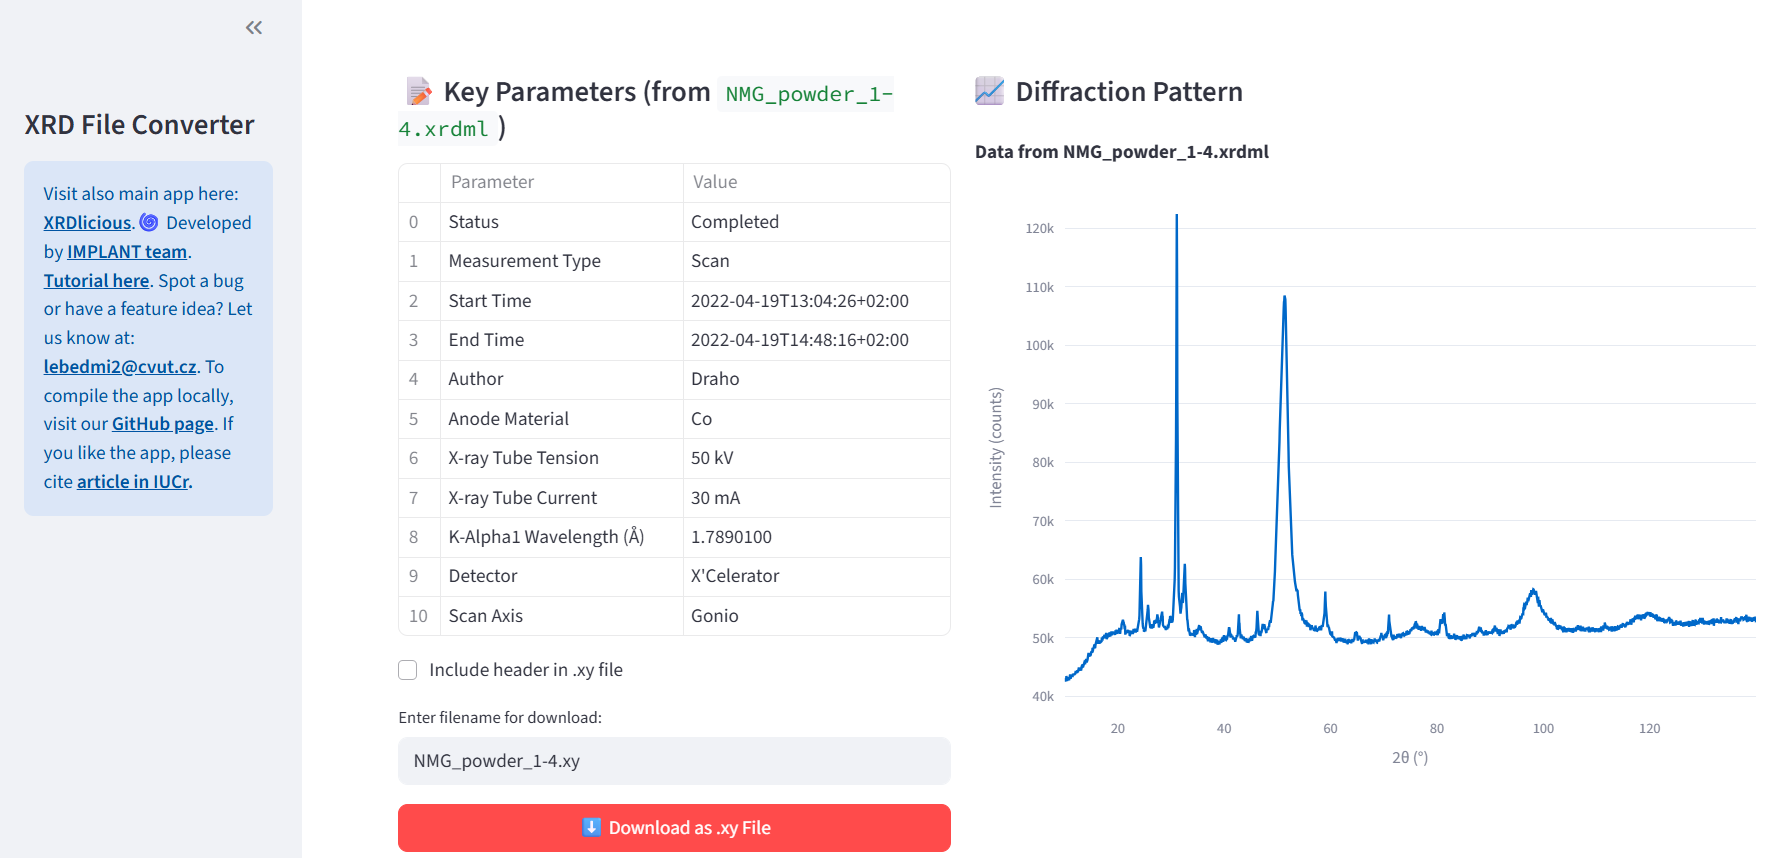 XRD File Converter
Visit also main app here:
XRDlicious. Developed
by IMPLANT team.
Tutorial here. Spot a bug
or have a feature idea? Let
us know at:
lebedmi2@cvut.cz. To
compile the app locally,
visit our GitHub page. If
you like the app, please
cite article in IUCr.
Key Parameters (from NMG_powder_1-
4.xrdml )
Parameter Value
0 Status Completed
1 Measurement Type Scan
2 Start Time 2022-04-19T13:04:26+02:00
3 End Time 2022-04-19T14:48:16+02:00
4 Author Draho
5 Anode Material Co
6 X-ray Tube Tension 50 kV
7 X-ray Tube Current 30 mA
8 K-Alpha1 Wavelength (Å) 1.7890100
9 Detector X'Celerator
10 Scan Axis Gonio
Include header in .xy file
Enter filename for download:
NMG_powder_1-4.xy
Download as .xy File
Diffraction Pattern
Data from NMG_powder_1-4.xrdml
120k
110k
100k
90k
80k
70k
60k
50k
40k
Intensity (counts)
20 40 60 80 100 120
2θ (°)